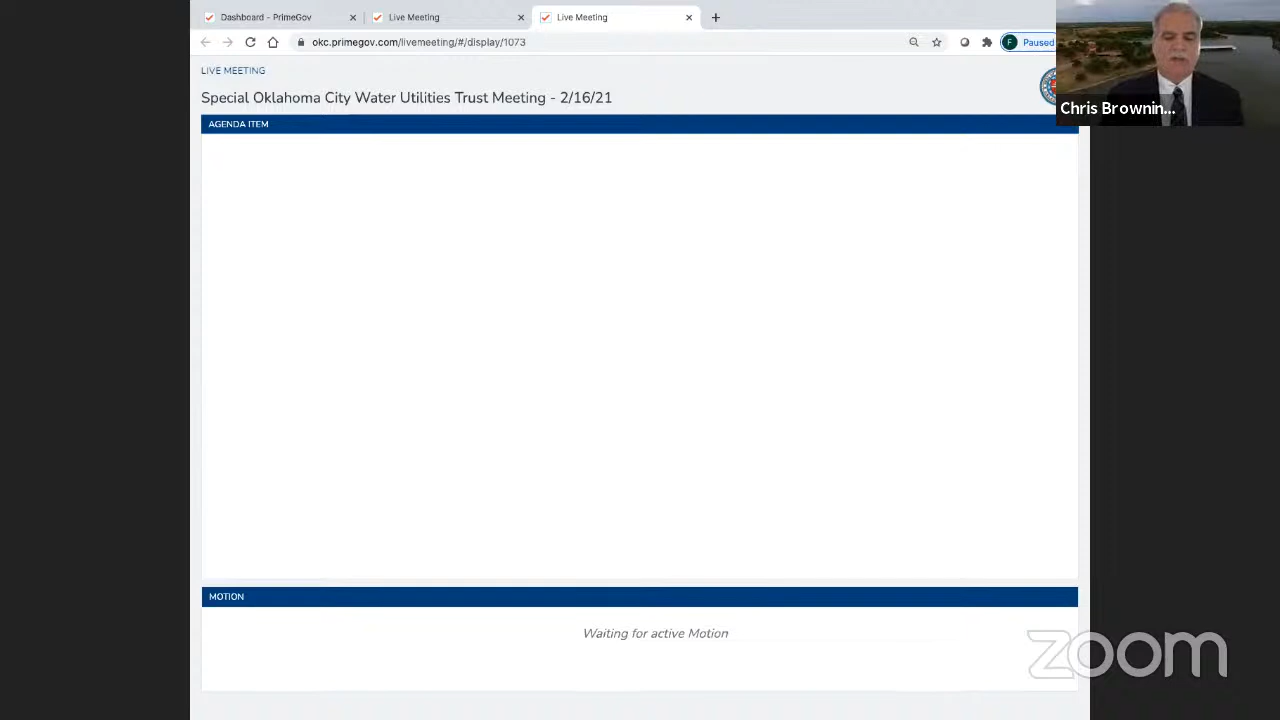 Dashboard - PrimeGov
Live Meeting
Live Meeting
okc.primegov.com/livemeeting/#/display/1073
F Paused
LIVE MEETING
Special Oklahoma City Water Utilities Trust Meeting - 2/16/21
Chris Brownin...
AGENDA ITEM
MOTION
Waiting for active Motion
zoom